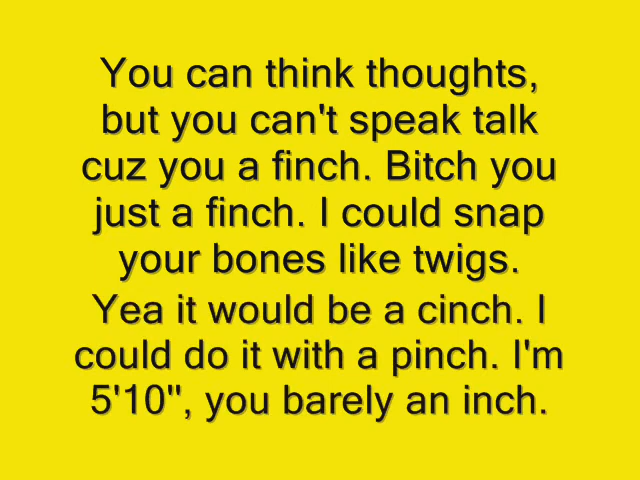 You can think thoughts,
but you can't speak talk
cuz you a finch. Bitch you
just a finch. I could snap
your bones like twigs.
Yea it would be a cinch. I
could do it with a pinch. I'm
5'10", you barely an inch.